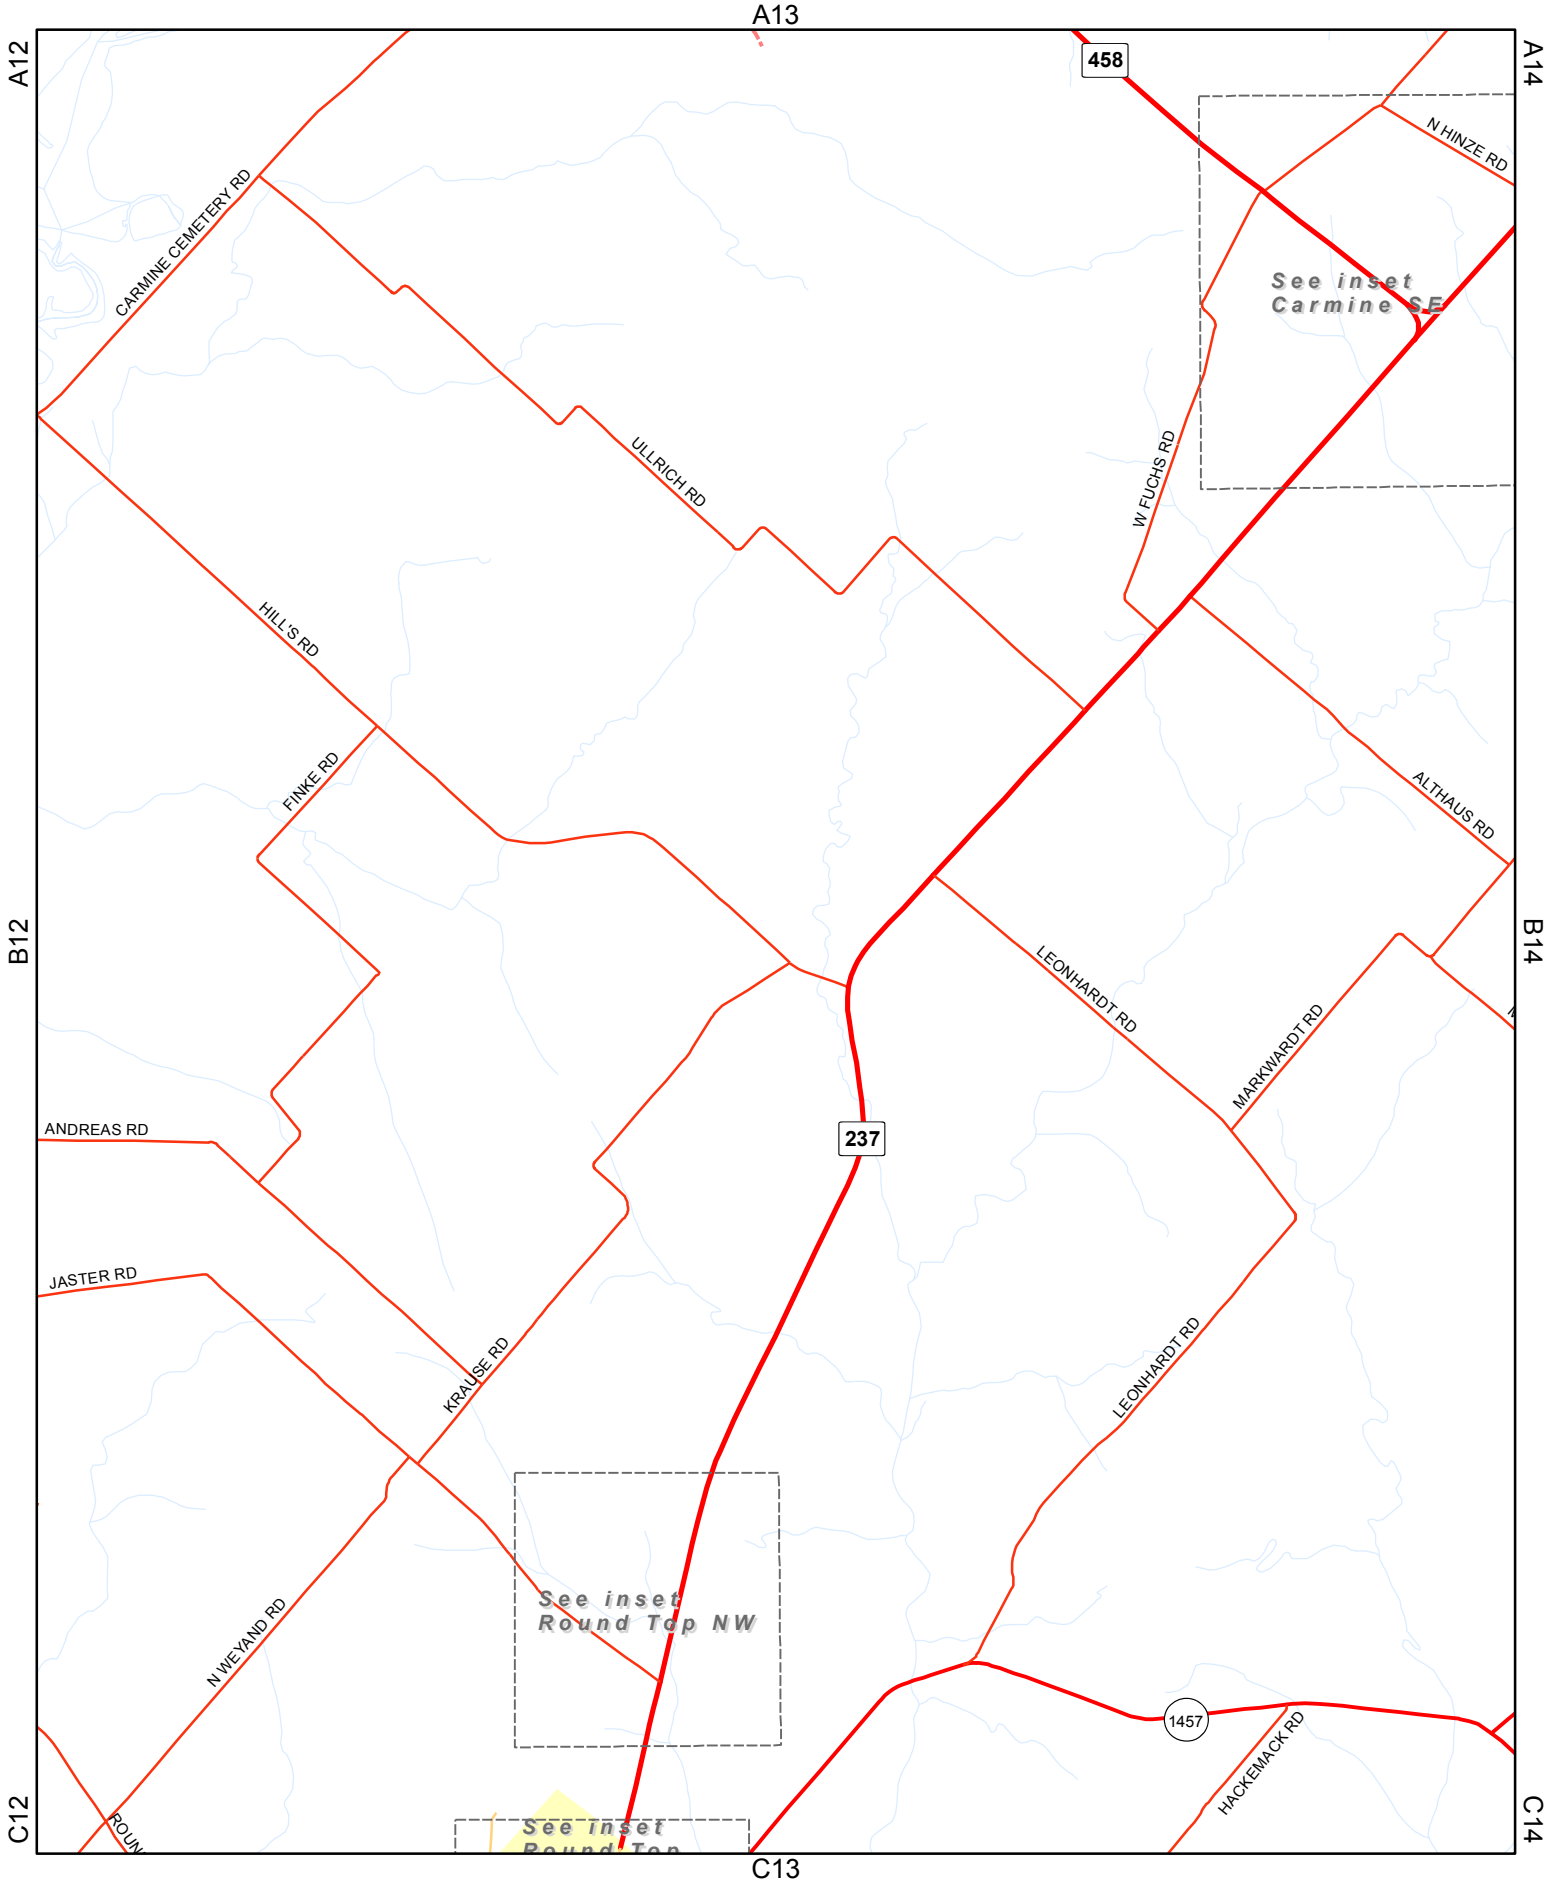 A13
A12
A14
458
N HINZE RD
CARMINE CEMETERY RD
See inset
Carmine SE
ULLRICH RD
W FUCHS RD
HILL'S RD
FINKE RD
ALTHAUS RD
B12
B14
LEONHARDT RD
MARKWARDT RD
ANDREAS RD
237
JASTER RD
KRAUSE RD
LEONHARDT RD
See inset
Round Top NW
N WEYAND RD
1457
HACKEMACK RD
C12
C14
See inset
Round Top
C13